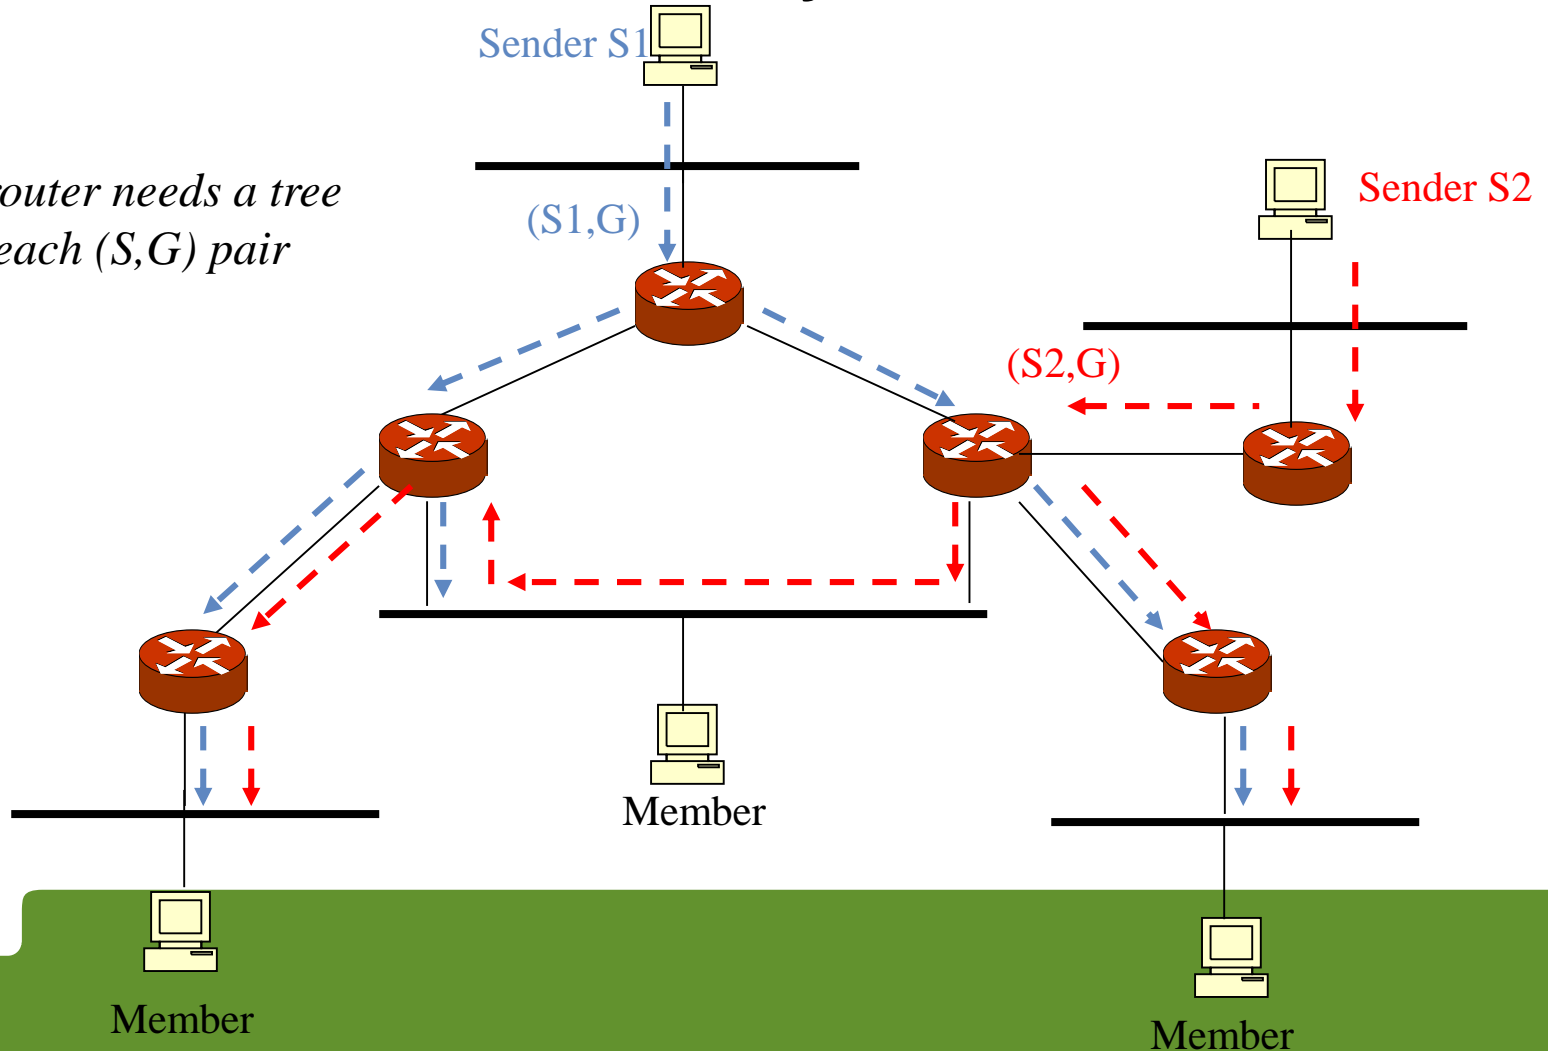 Sender S1
Sender S2
outer needs a tree
(S1,G)
each (S,G) pair
(S2,G)
Member
Member
Member